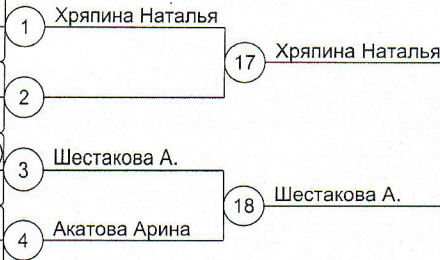 1 Хряпина Наталья
17 Хряпина Наталья
2
3 Шестакова А.
18 Шестакова А.
4 Акатова Арина